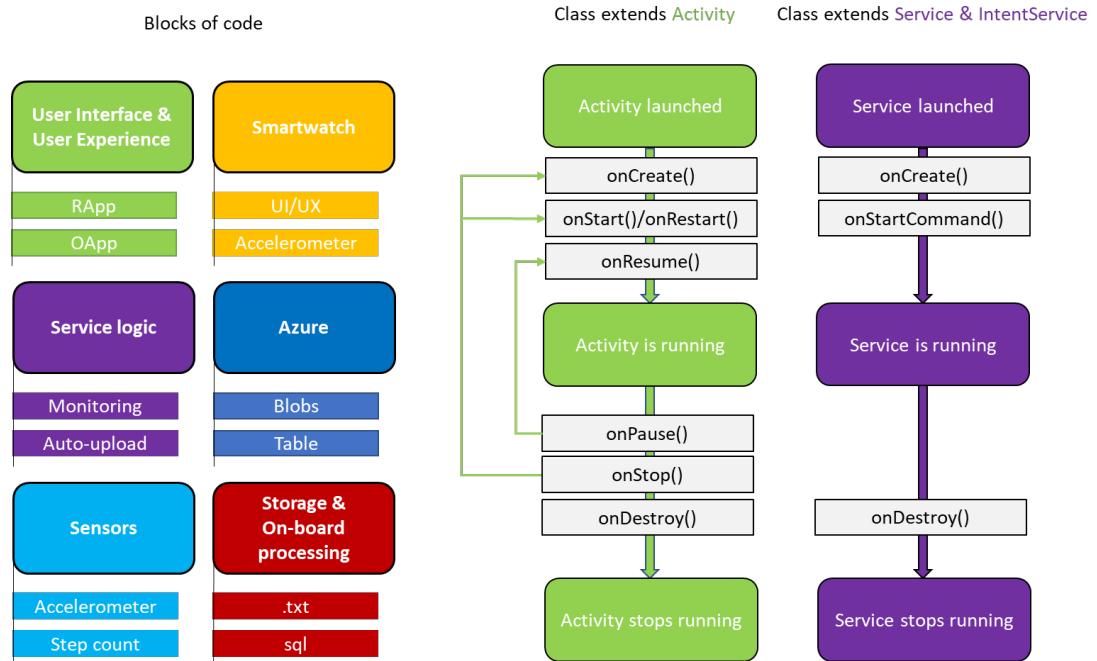 Blocks of code
User Interface &
User Experience
RApp
OApp
Smartwatch
UI/UX
Accelerometer
Service logic
Monitoring
Auto-upload
Azure
Blobs
Table
Sensors
Accelerometer
Step count
Storage &
On-board
processing
.txt
sql
Class extends Activity
Activity launched
onCreate()
onStart()/onRestart()
onResume()
Activity is running
onPause()
onStop()
onDestroy()
Activity stops running
Class extends Service & IntentService
Service launched
onCreate()
onStartCommand()
Service is running
onDestroy()
Service stops running